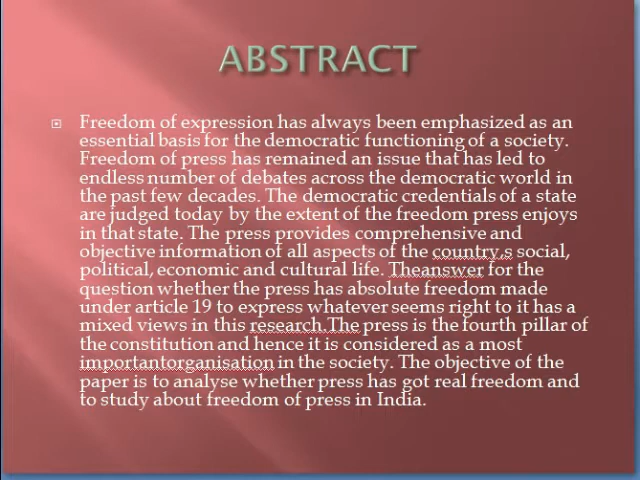 ABSTRACT
Freedom of expression has always been emphasized as an
essential basis for the democratic functioning of a society.
Freedom of press has remained an issue that has led to
endless number of debates across the democratic world in
the past few decades. The democratic credentials of a state
are judged today by the extent of the freedom press enjoys
in that state. The press provides comprehensive and
objective information of all aspects of the country,s social,
political, economic and cultural life. Theanswer for the
question whether the press has absolute freedom made
under article 19 to express whatever seems right to it has a
mixed views in this research.The press is the fourth pillar of
the constitution and hence it is considered as a most
importantorganisation in the society. The objective of the
paper is to analyse whether press has got real freedom and
to study about freedom of press in India.